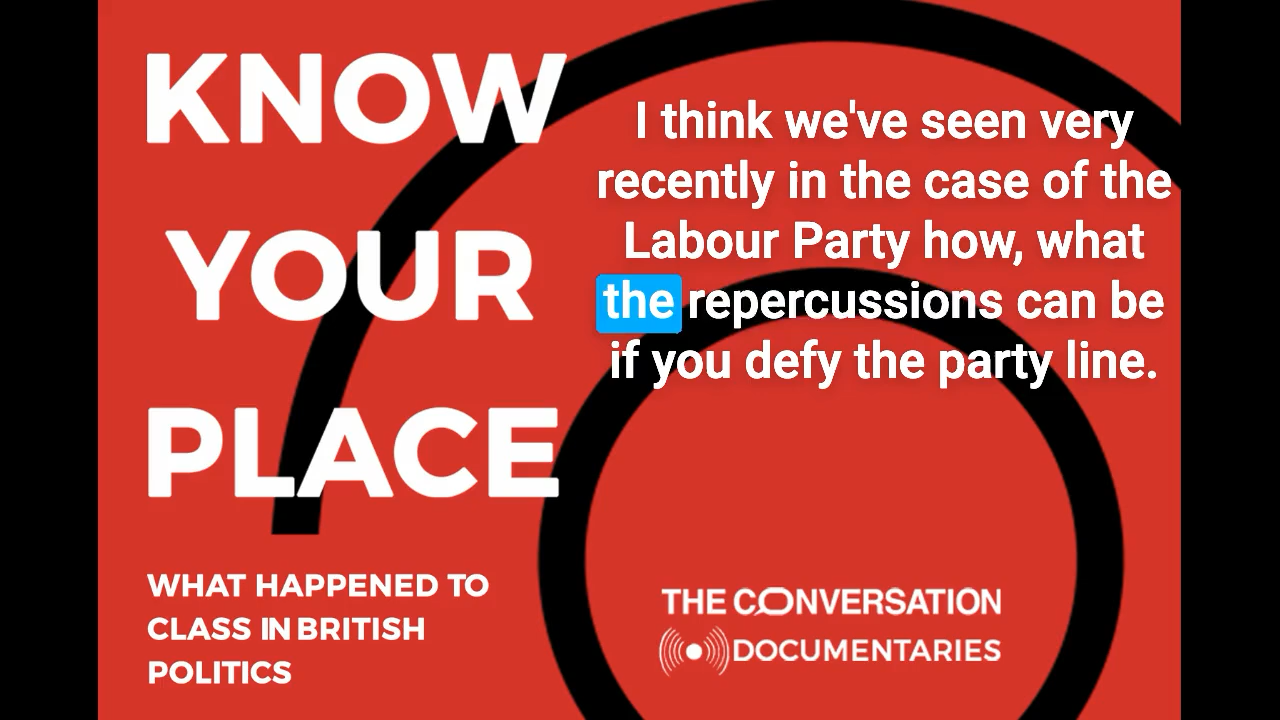 KNOW
YOUR
PLACE
WHAT HAPPENED TO
CLASS IN BRITISH
POLITICS
I think we've seen very
recently in the case of the
Labour Party how, what
the repercussions can be
if you defy the party line.
THE CONVERSATION
DOCUMENTARIES